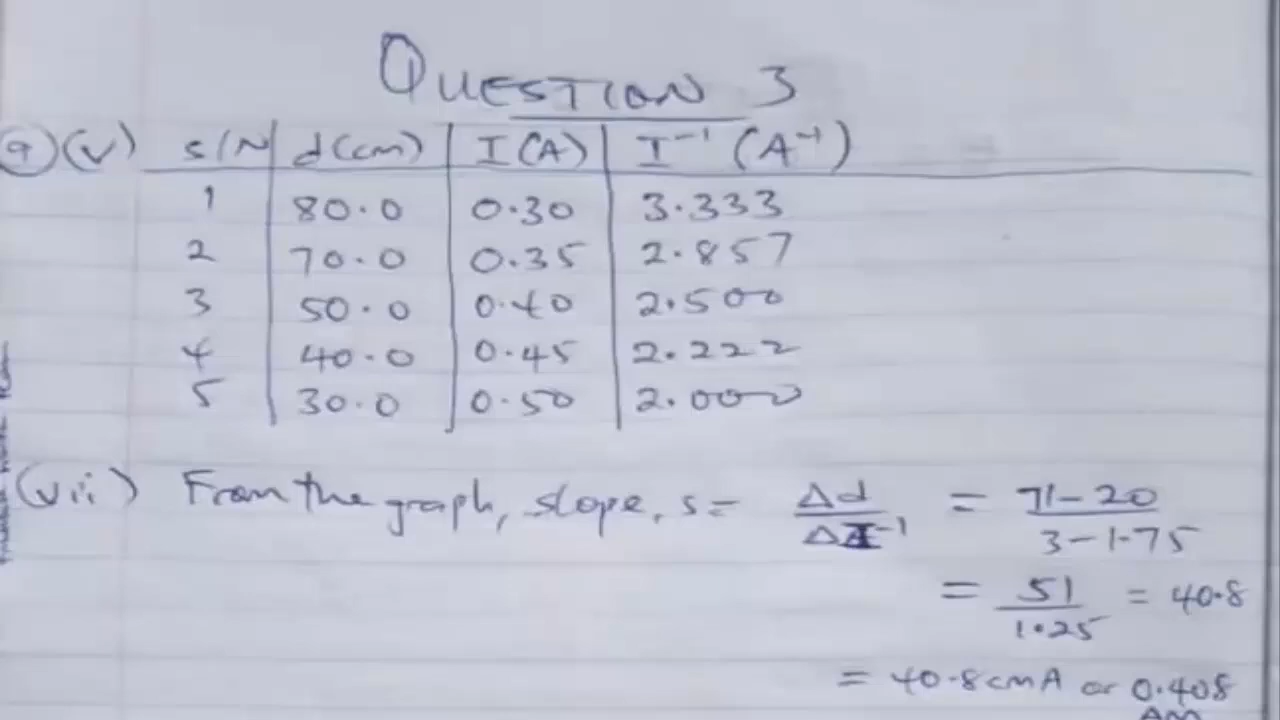 QUESTION 3
a (v) s/N d(cm) I(A) I⁻¹ (A⁻¹)
1 80.0 0.30 3.333
2 70.0 0.35 2.857
3 50.0 0.40 2.500
4 40.0 0.45 2.222
5 30.0 0.50 2.000
(vii) From the graph, slope, s = Δd/ΔI⁻¹ = 71-20/3-1.75
= 51/1.25 = 40.8
= 40.8cmA or 0.408
Am